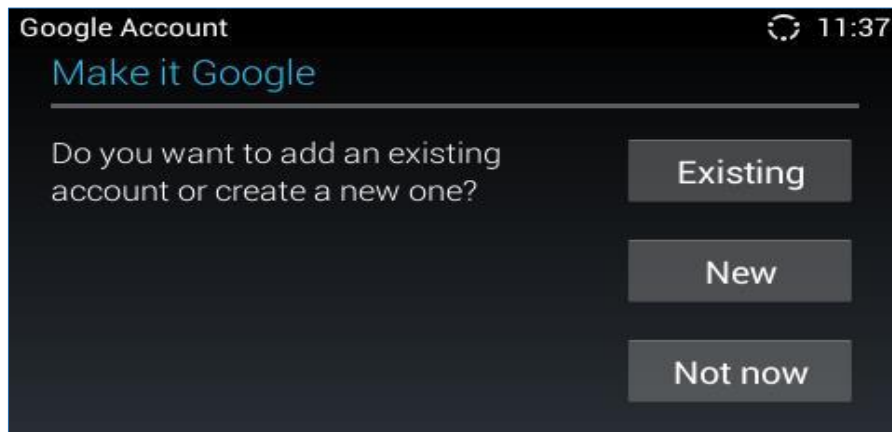 Google Account 11:37
Make it Google
Do you want to add an existing
account or create a new one?
Existing
New
Not now